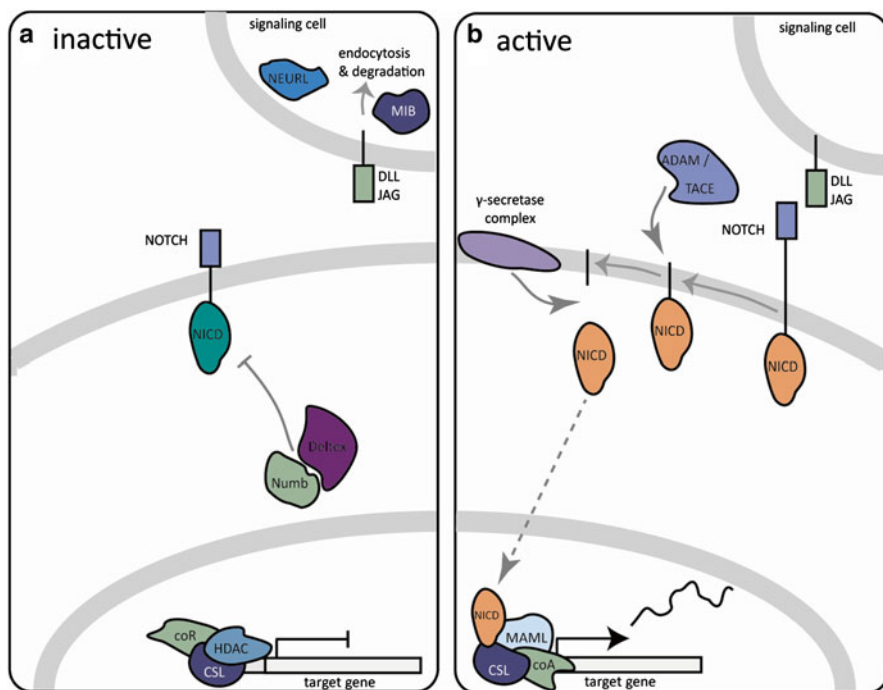 a inactive
signaling cell
endocytosis
& degradation
NEURL
MIB
DLL
JAG
NOTCH
NICD
Deltex
Numb
coR
HDAC
CSL
target gene
b active
signaling cell
ADAM /
TACE
DLL
JAG
γ-secretase
complex
NOTCH
NICD
NICD
NICD
NICD
MAML
CSL
coA
target gene